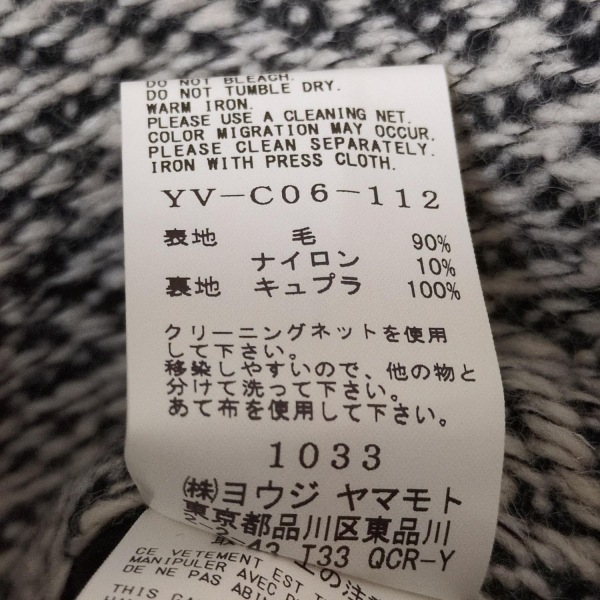 DO NOT BLEACH.
DO NOT TUMBLE DRY.
WARM IRON.
PLEASE USE A CLEANING NET.
COLOR MIGRATION MAY OCCUR.
PLEASE CLEAN SEPARATELY.
IRON WITH PRESS CLOTH.
YV-C06-112
表地 毛 90%
ナイロン 10%
裏地 キュプラ 100%
クリーニングネットを使用
して下さい。
移染しやすいので、他の物と
分けて洗って下さい。
あて布を使用して下さい。
1033
㈱ヨウジ ヤマモト
東京都品川区東品川
43 I33 QCR-Y
の注
CE VETEMENT EST
MANIPULER AVEC
DE NE PAS
THIS